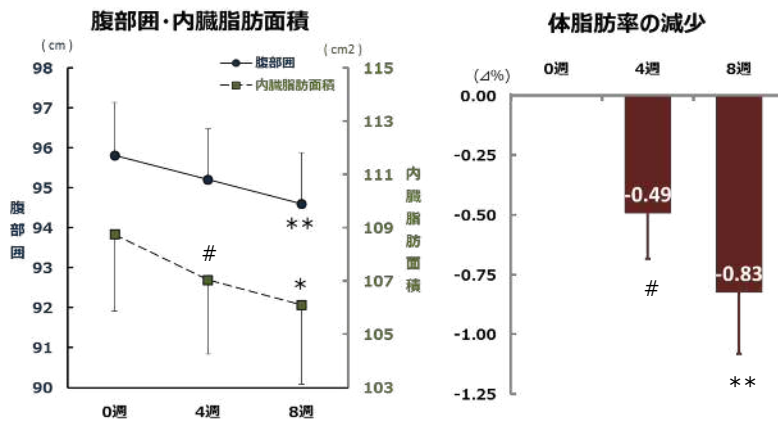 腹部囲・内臓脂肪面積
(cm)
(cm2)
腹部囲
内臓脂肪面積
98
97
96
95
94
93
92
91
90
腹部囲
115
113
111
109
107
105
103
内臓脂肪面積
**
#
*
0週
4週
8週
体脂肪率の減少
(⊿%)
0週
4週
8週
0.00
-0.25
-0.50
-0.75
-1.00
-1.25
-0.49
-0.83
#
**